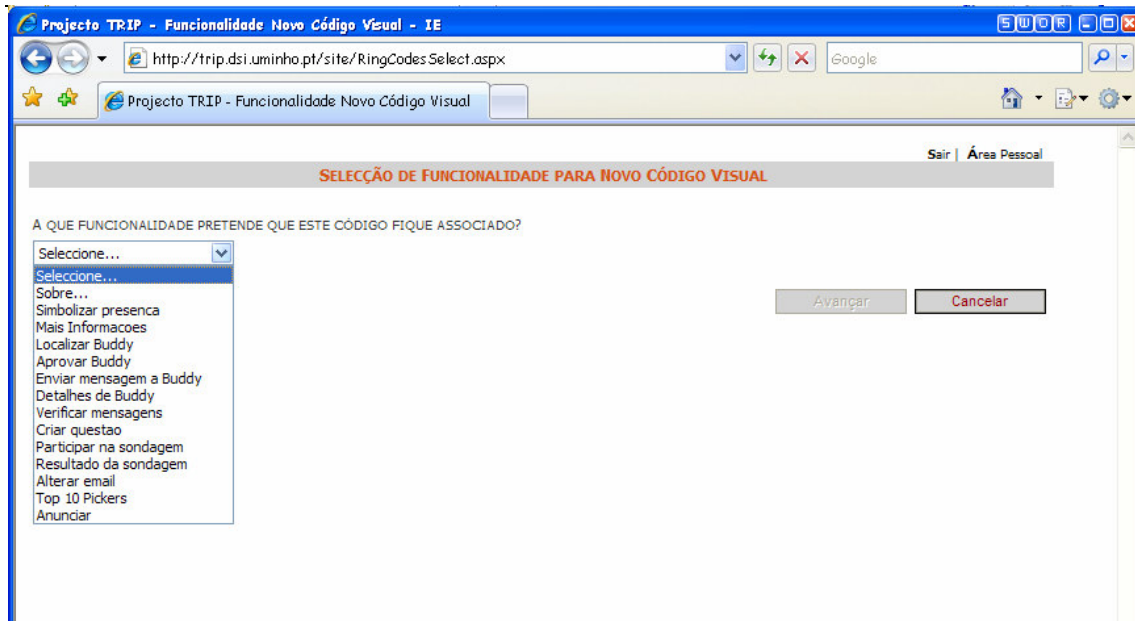 Projecto TRIP - Funcionalidade Novo Código Visual - IE
SWOR
http://trip.dsi.uminho.pt/site/RingCodesSelect.aspx
Google
Projecto TRIP - Funcionalidade Novo Código Visual
Sair | Área Pessoal
SELECÇÃO DE FUNCIONALIDADE PARA NOVO CÓDIGO VISUAL
A QUE FUNCIONALIDADE PRETENDE QUE ESTE CÓDIGO FIQUE ASSOCIADO?
Seleccione...
Seleccione...
Sobre...
Simbolizar presenca
Mais Informacoes
Localizar Buddy
Aprovar Buddy
Enviar mensagem a Buddy
Detalhes de Buddy
Verificar mensagens
Criar questao
Participar na sondagem
Resultado da sondagem
Alterar email
Top 10 Pickers
Anunciar
Avançar
Cancelar